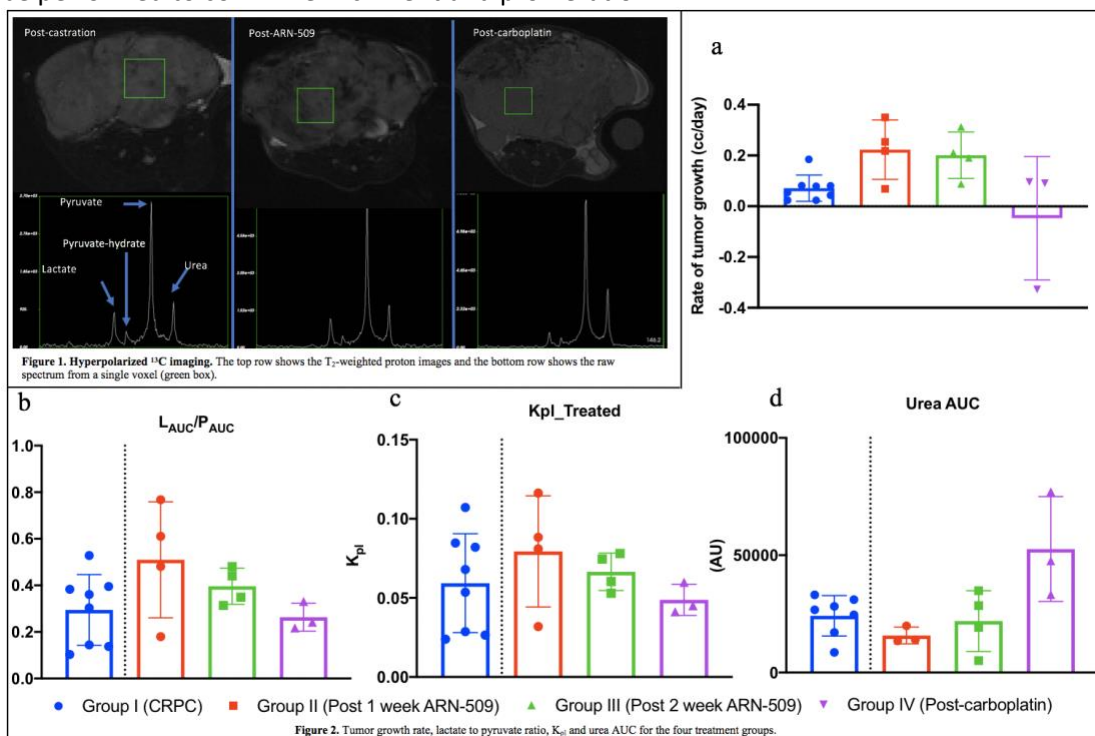 Post-castration
Post-ARN-509
Post-carboplatin
Pyruvate
Pyruvate-hydrate
Lactate
Urea
Figure 1. Hyperpolarized ¹³C imaging. The top row shows the T₂-weighted proton images and the bottom row shows the raw
spectrum from a single voxel (green box).
a
Rate of tumor growth (cc/day)
0.4
0.2
0.0
-0.2
-0.4
b
L_AUC/P_AUC
1.0
0.8
0.6
0.4
0.2
0.0
c
Kpl_Treated
K_pl
0.15
0.10
0.05
0.00
d
Urea AUC
(AU)
100000
50000
0
Group I (CRPC)
Group II (Post 1 week ARN-509)
Group III (Post 2 week ARN-509)
Group IV (Post-carboplatin)
Figure 2. Tumor growth rate, lactate to pyruvate ratio, K_pl and urea AUC for the four treatment groups.